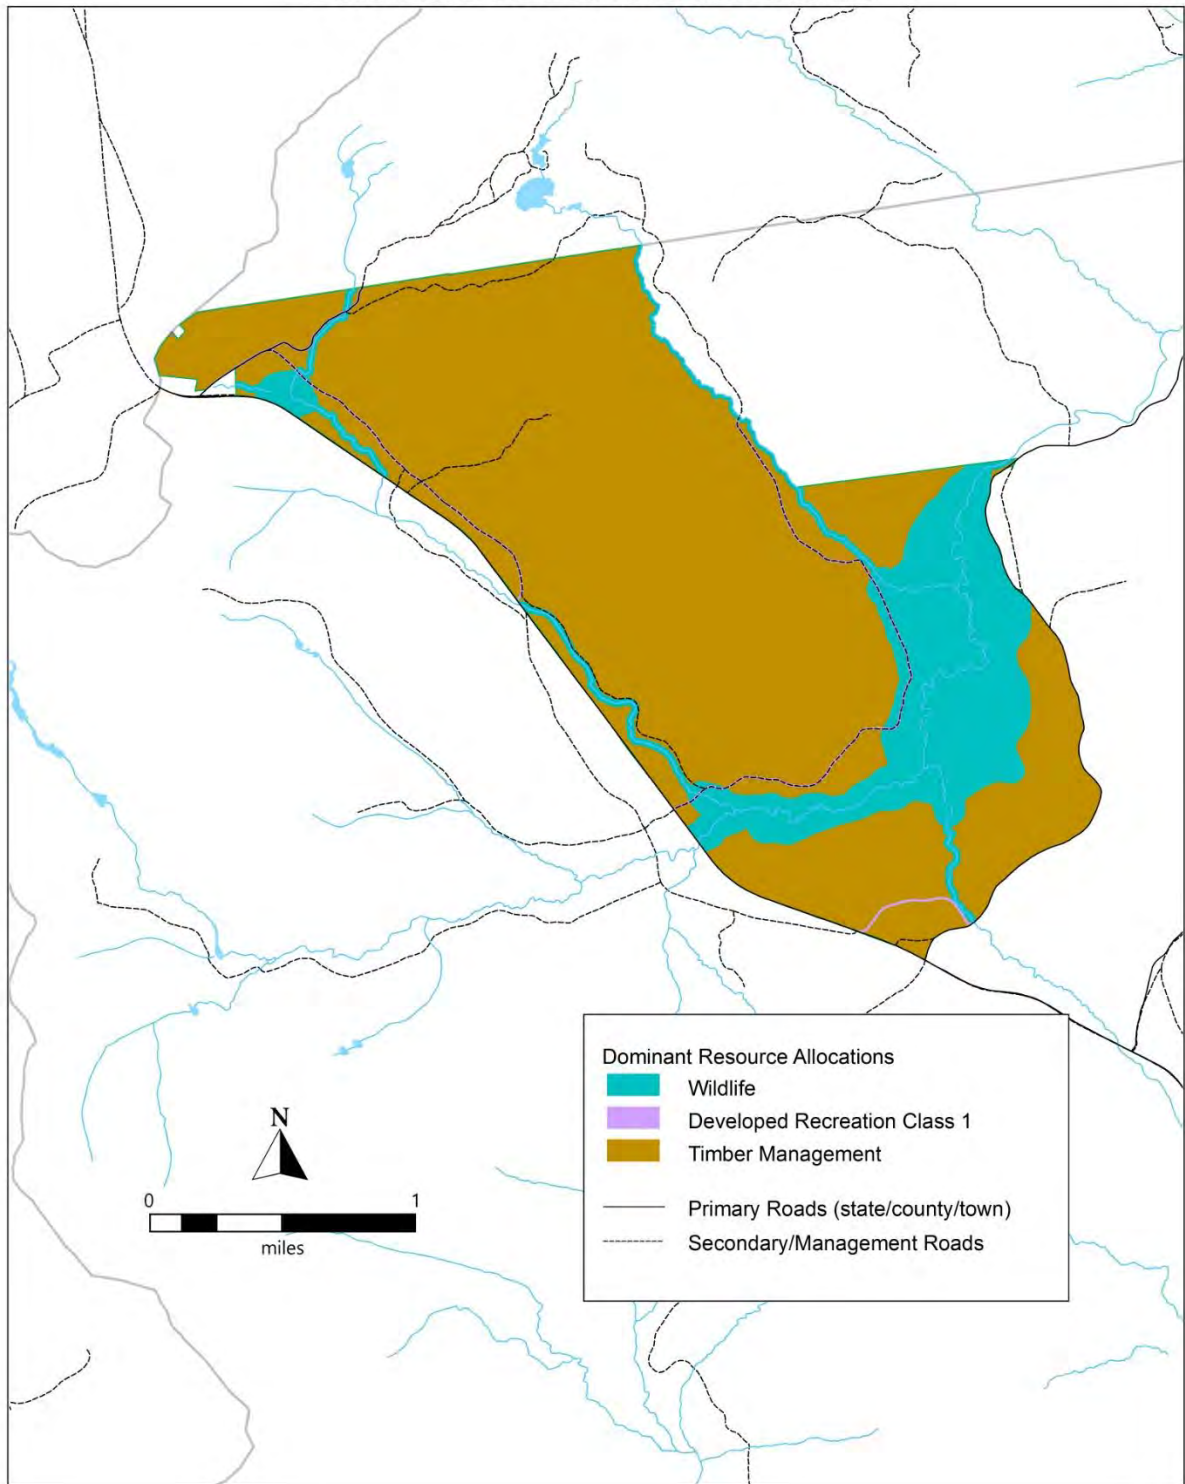 N
0 1
miles
Dominant Resource Allocations
Wildlife
Developed Recreation Class 1
Timber Management
Primary Roads (state/county/town)
Secondary/Management Roads